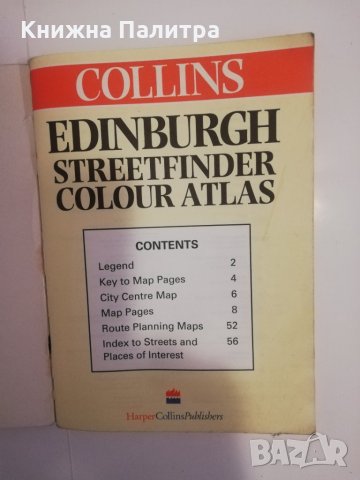 Книжна Палитра
COLLINS
EDINBURGH
STREETFINDER
COLOUR ATLAS
CONTENTS
Legend 2
Key to Map Pages 4
City Centre Map 6
Map Pages 8
Route Planning Maps 52
Index to Streets and 56
Places of Interest
HarperCollinsPublishers
BAZAR